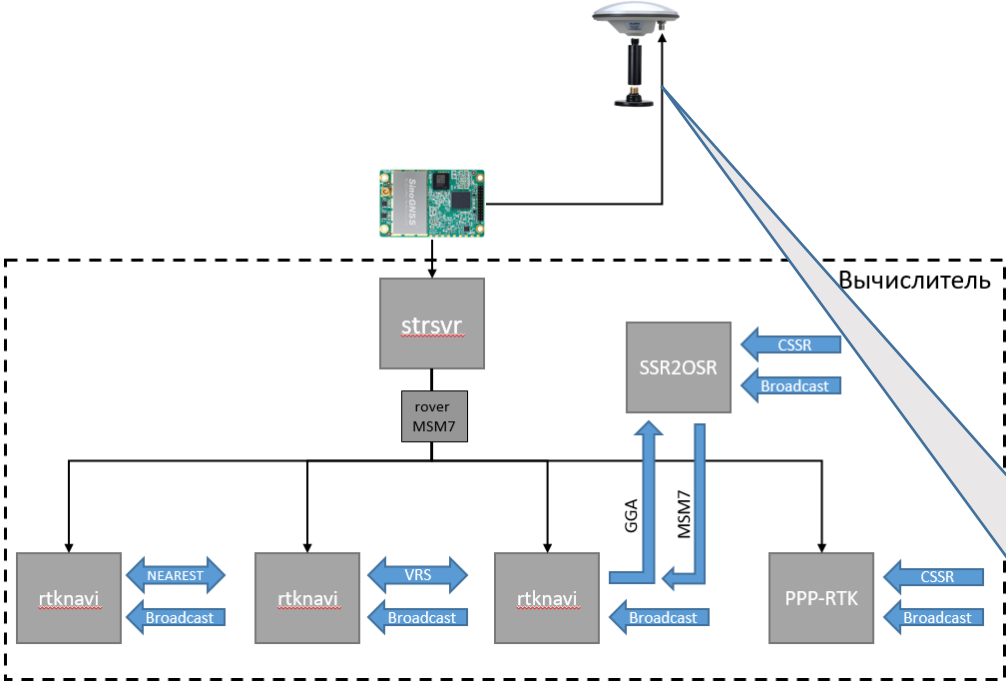 SinoGNSS
Вычислитель
strsvr
SSR2OSR
CSSR
Broadcast
rover
MSM7
GGA
MSM7
rtknavi
NEAREST
Broadcast
rtknavi
VRS
Broadcast
rtknavi
Broadcast
PPP-RTK
CSSR
Broadcast